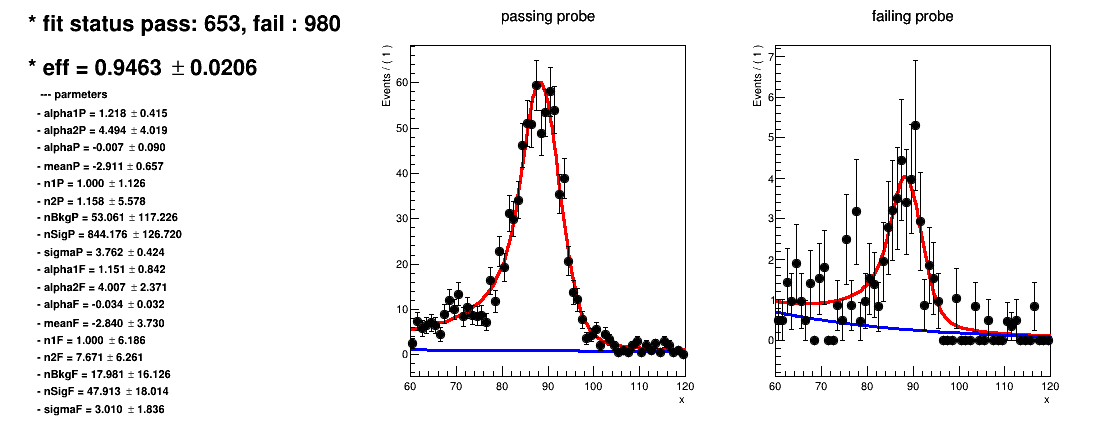 * fit status pass: 653, fail : 980
* eff = 0.9463 ± 0.0206
--- parmeters
- alpha1P = 1.218 ± 0.415
- alpha2P = 4.494 ± 4.019
- alphaP = -0.007 ± 0.090
- meanP = -2.911 ± 0.657
- n1P = 1.000 ± 1.126
- n2P = 1.158 ± 5.578
- nBkgP = 53.061 ± 117.226
- nSigP = 844.176 ± 126.720
- sigmaP = 3.762 ± 0.424
- alpha1F = 1.151 ± 0.842
- alpha2F = 4.007 ± 2.371
- alphaF = -0.034 ± 0.032
- meanF = -2.840 ± 3.730
- n1F = 1.000 ± 6.186
- n2F = 7.671 ± 6.261
- nBkgF = 17.981 ± 16.126
- nSigF = 47.913 ± 18.014
- sigmaF = 3.010 ± 1.836
passing probe
Events / ( 1 )
60
50
40
30
20
10
0
60 70 80 90 100 110 120
x
failing probe
Events / ( 1 )
7
6
5
4
3
2
1
0
60 70 80 90 100 110 120
x